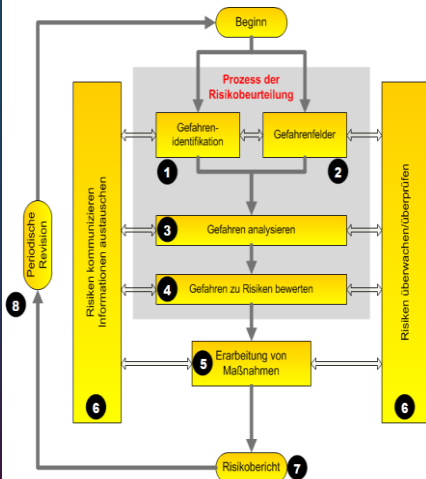 Beginn
Prozess der
Risikobeurteilung
Gefahren-
identifikation
Gefahrenfelder
1
2
3
Gefahren analysieren
4
Gefahren zu Risiken bewerten
5
Erarbeitung von
Maßnahmen
Risiken kommunizieren
Informationen austauschen
6
Risiken überwachen/überprüfen
6
Risikobericht
7
Periodische
Revision
8